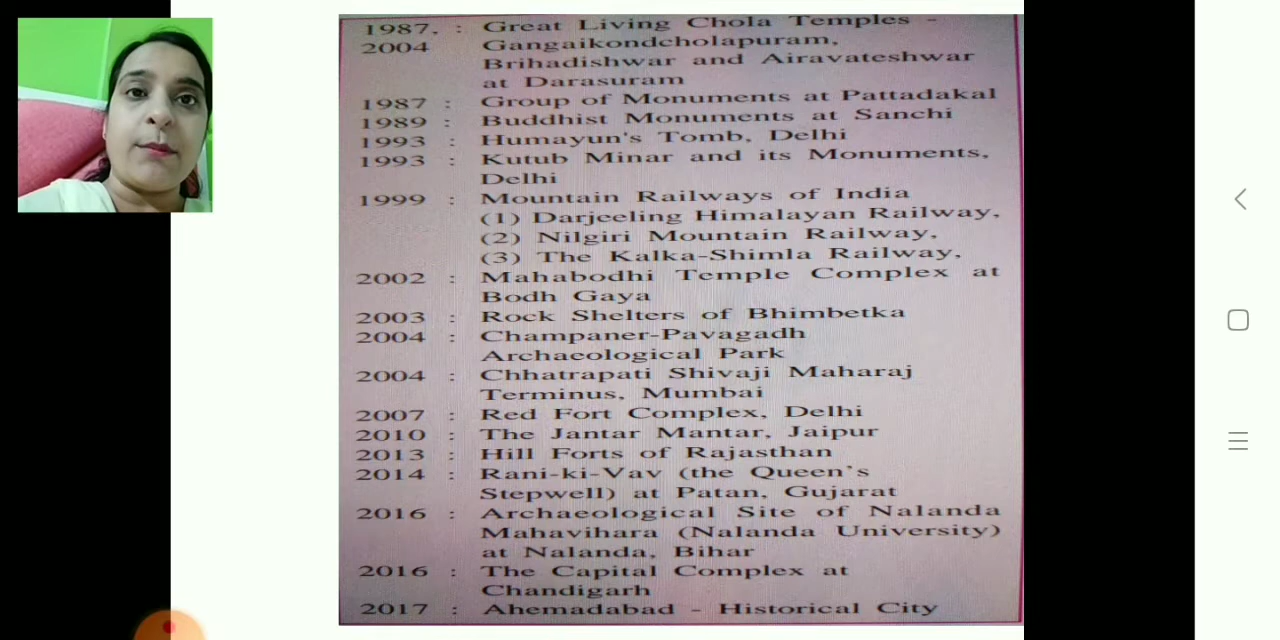 1987, : Great Living Chola Temples -
2004 Gangaikondcholapuram,
Brihadishwar and Airavateshwar
at Darasuram
1987 : Group of Monuments at Pattadakal
1989 : Buddhist Monuments at Sanchi
1993 : Humayun's Tomb, Delhi
1993 : Kutub Minar and its Monuments,
Delhi
1999 : Mountain Railways of India
(1) Darjeeling Himalayan Railway,
(2) Nilgiri Mountain Railway,
(3) The Kalka-Shimla Railway,
2002 : Mahabodhi Temple Complex at
Bodh Gaya
2003 : Rock Shelters of Bhimbetka
2004 : Champaner-Pavagadh
Archaeological Park
2004 : Chhatrapati Shivaji Maharaj
Terminus, Mumbai
2007 : Red Fort Complex, Delhi
2010 : The Jantar Mantar, Jaipur
2013 : Hill Forts of Rajasthan
2014 : Rani-ki-Vav (the Queen's
Stepwell) at Patan, Gujarat
2016 : Archaeological Site of Nalanda
Mahavihara (Nalanda University)
at Nalanda, Bihar
2016 : The Capital Complex at
Chandigarh
2017 : Ahemadabad - Historical City